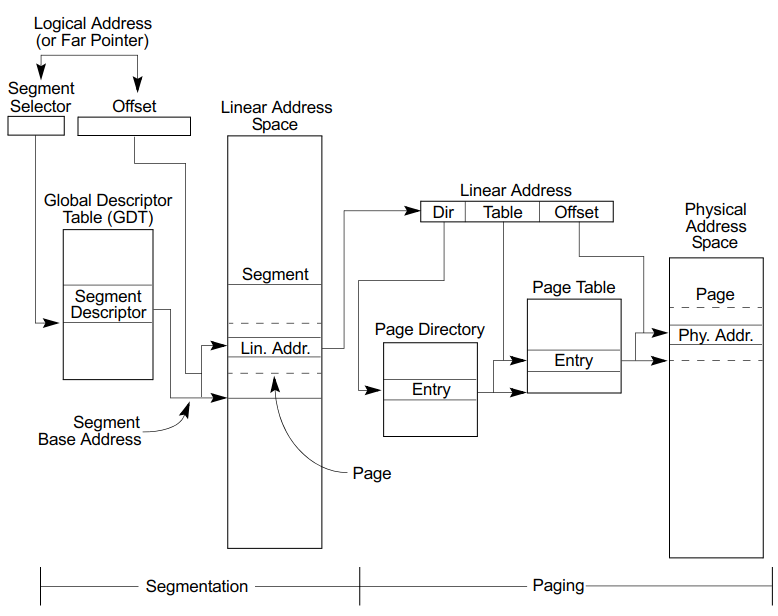 Logical Address
(or Far Pointer)
Segment
Selector
Offset
Linear Address
Space
Global Descriptor
Table (GDT)
Segment
Descriptor
Segment
Lin. Addr.
Segment
Base Address
Page
Linear Address
Dir
Table
Offset
Physical
Address
Space
Page Directory
Entry
Page Table
Entry
Page
Phy. Addr.
Segmentation
Paging